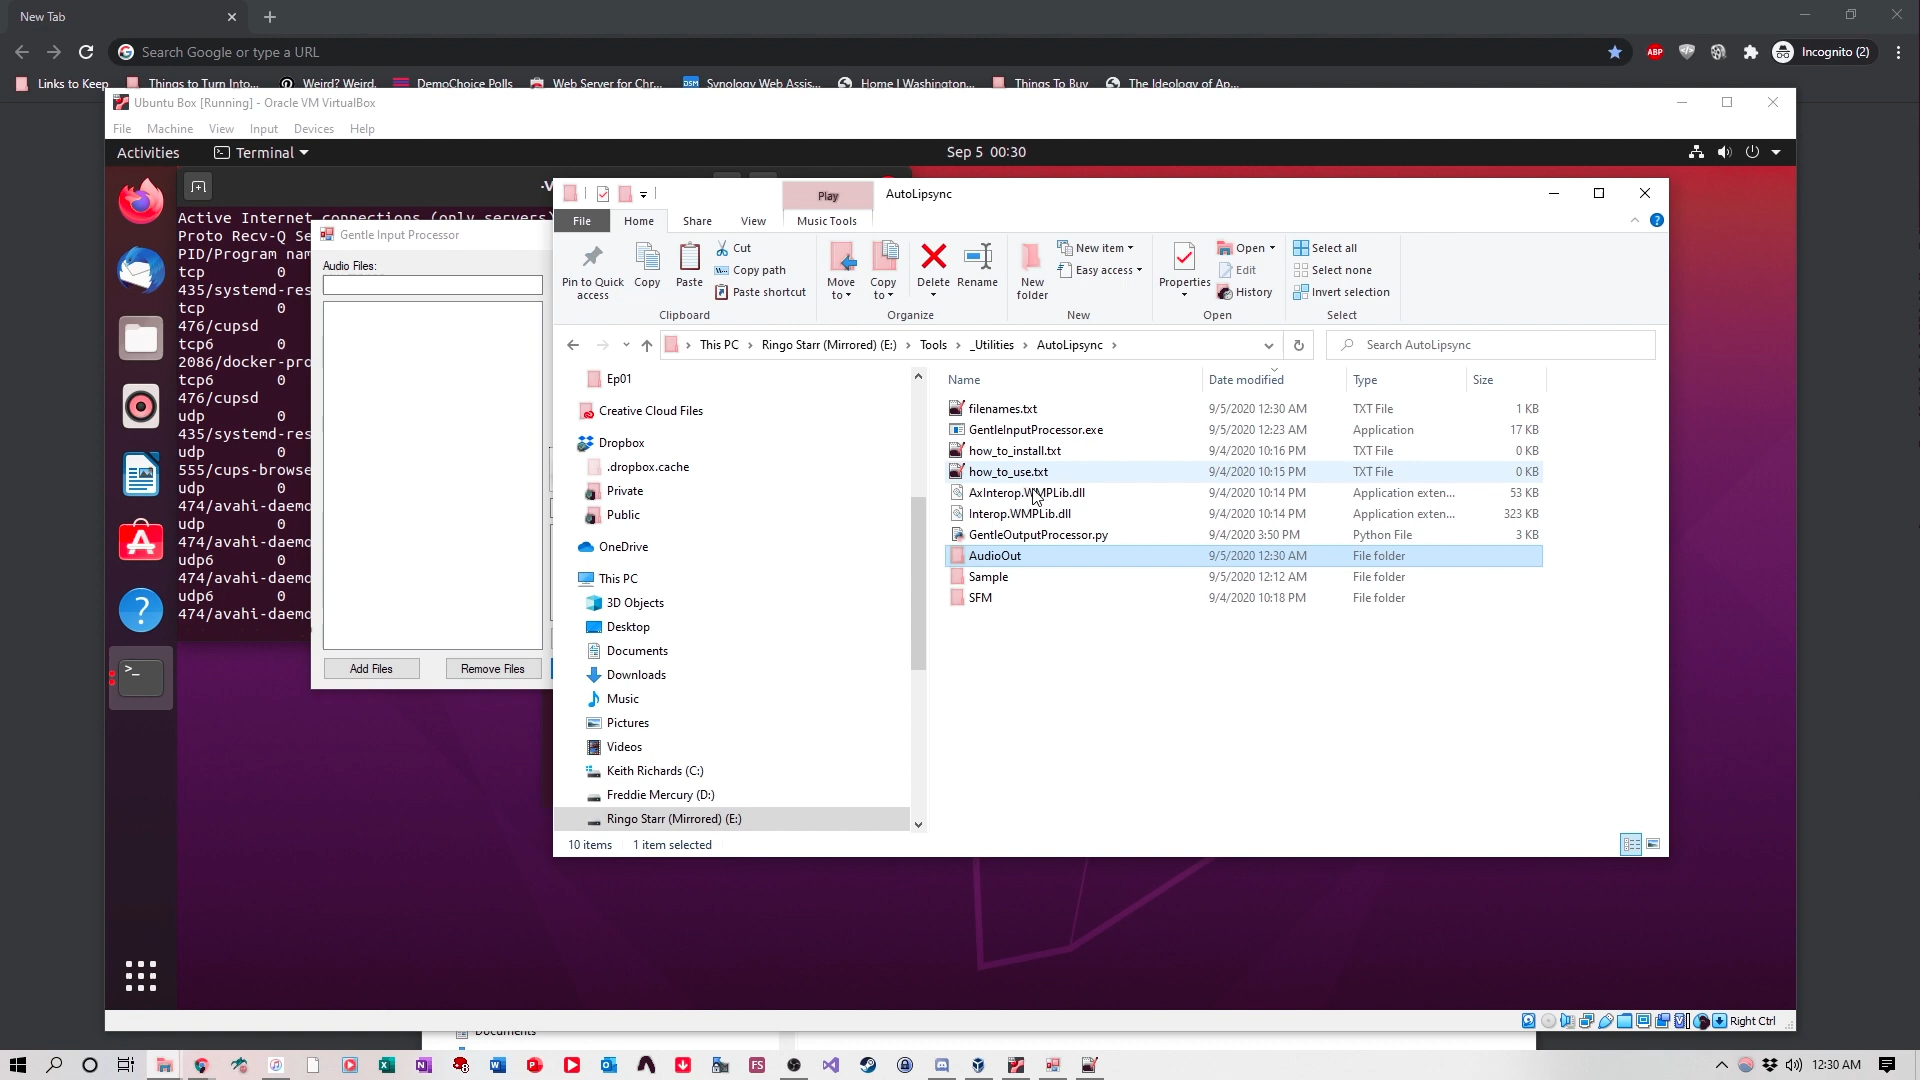 New Tab
Search Google or type a URL
ABP
Incognito (2)
Links to Keep
Things to Turn Into...
Weird? Weird.
DemoChoice Polls
Web Server for Chr...
DSM
Synology Web Assis...
Home | Washington...
Things To Buy
The Ideology of Ap...
Ubuntu Box [Running] - Oracle VM VirtualBox
File Machine View Input Devices Help
Activities
Terminal
Sep 5 00:30
Active Internet connections (only servers)
Proto Recv-Q Se
PID/Program nam
tcp 0
435/systemd-res
tcp 0
476/cupsd
tcp6 0
2086/docker-pro
tcp6 0
476/cupsd
udp 0
435/systemd-res
udp 0
555/cups-browse
udp 0
474/avahi-daemo
udp 0
474/avahi-daemo
udp6 0
474/avahi-daemo
udp6 0
474/avahi-daemo
Gentle Input Processor
Audio Files:
Add Files
Remove Files
Play
AutoLipsync
File Home Share View Music Tools
Pin to Quick access
Copy
Paste
Cut
Copy path
Paste shortcut
Clipboard
Move to
Copy to
Delete
Rename
Organize
New folder
New item
Easy access
New
Properties
Open
Edit
History
Open
Select all
Select none
Invert selection
Select
This PC > Ringo Starr (Mirrored) (E:) > Tools > _Utilities > AutoLipsync >
Search AutoLipsync
Ep01
Creative Cloud Files
Dropbox
.dropbox.cache
Private
Public
OneDrive
This PC
3D Objects
Desktop
Documents
Downloads
Music
Pictures
Videos
Keith Richards (C:)
Freddie Mercury (D:)
Ringo Starr (Mirrored) (E:)
Name Date modified Type Size
filenames.txt 9/5/2020 12:30 AM TXT File 1 KB
GentleInputProcessor.exe 9/5/2020 12:23 AM Application 17 KB
how_to_install.txt 9/4/2020 10:16 PM TXT File 0 KB
how_to_use.txt 9/4/2020 10:15 PM TXT File 0 KB
AxInterop.WMPLib.dll 9/4/2020 10:14 PM Application exten... 53 KB
Interop.WMPLib.dll 9/4/2020 10:14 PM Application exten... 323 KB
GentleOutputProcessor.py 9/4/2020 3:50 PM Python File 3 KB
AudioOut 9/5/2020 12:30 AM File folder
Sample 9/5/2020 12:12 AM File folder
SFM 9/4/2020 10:18 PM File folder
10 items 1 item selected
Right Ctrl
Documents
FS
12:30 AM